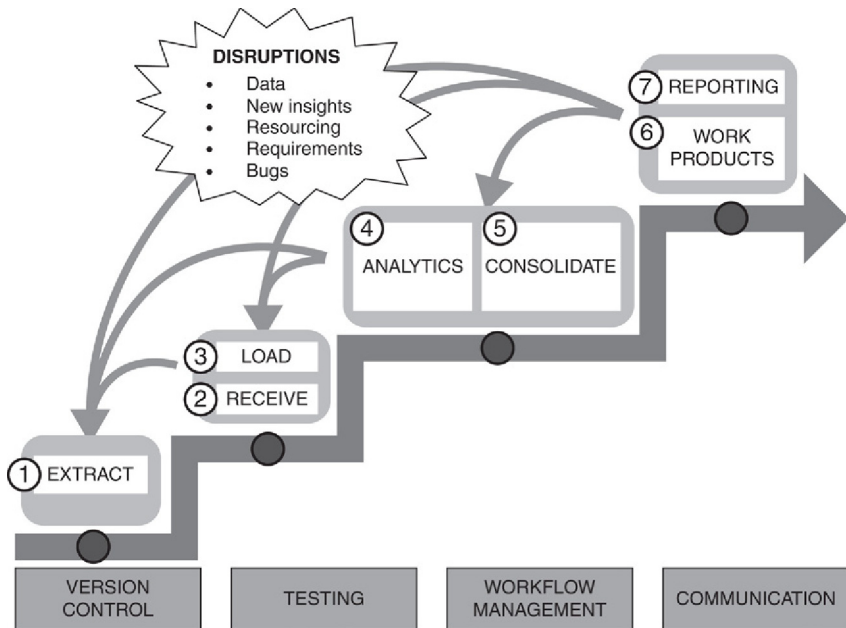 DISRUPTIONS
• Data
• New insights
• Resourcing
• Requirements
• Bugs
7 REPORTING
6 WORK
PRODUCTS
4 ANALYTICS
5 CONSOLIDATE
3 LOAD
2 RECEIVE
1 EXTRACT
VERSION
CONTROL
TESTING
WORKFLOW
MANAGEMENT
COMMUNICATION